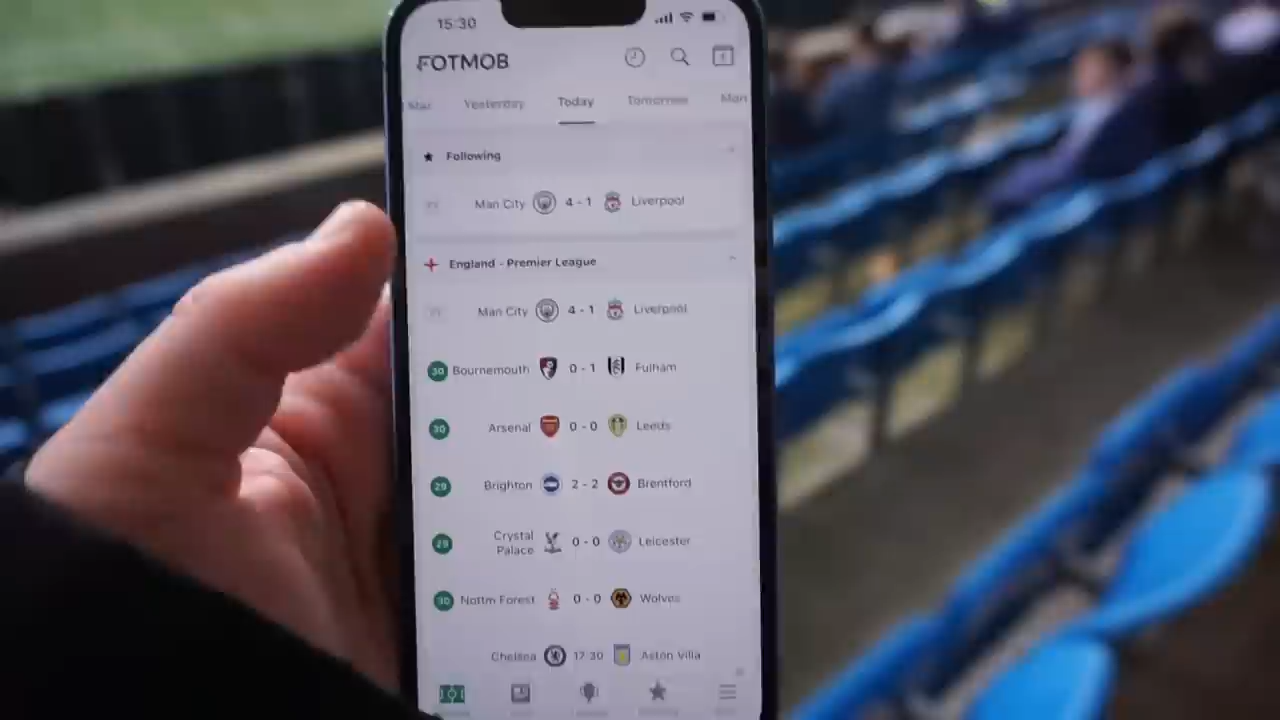 15:30
FOTMOB
Mar Yesterday Today Tomorrow Mon
Following
Man City 4 - 1 Liverpool
England - Premier League
Man City 4 - 1 Liverpool
30 Bournemouth 0 - 1 Fulham
30 Arsenal 0 - 0 Leeds
29 Brighton 2 - 2 Brentford
29 Crystal
Palace 0 - 0 Leicester
30 Nottm Forest 0 - 0 Wolves
Chelsea 17:30 Aston Villa